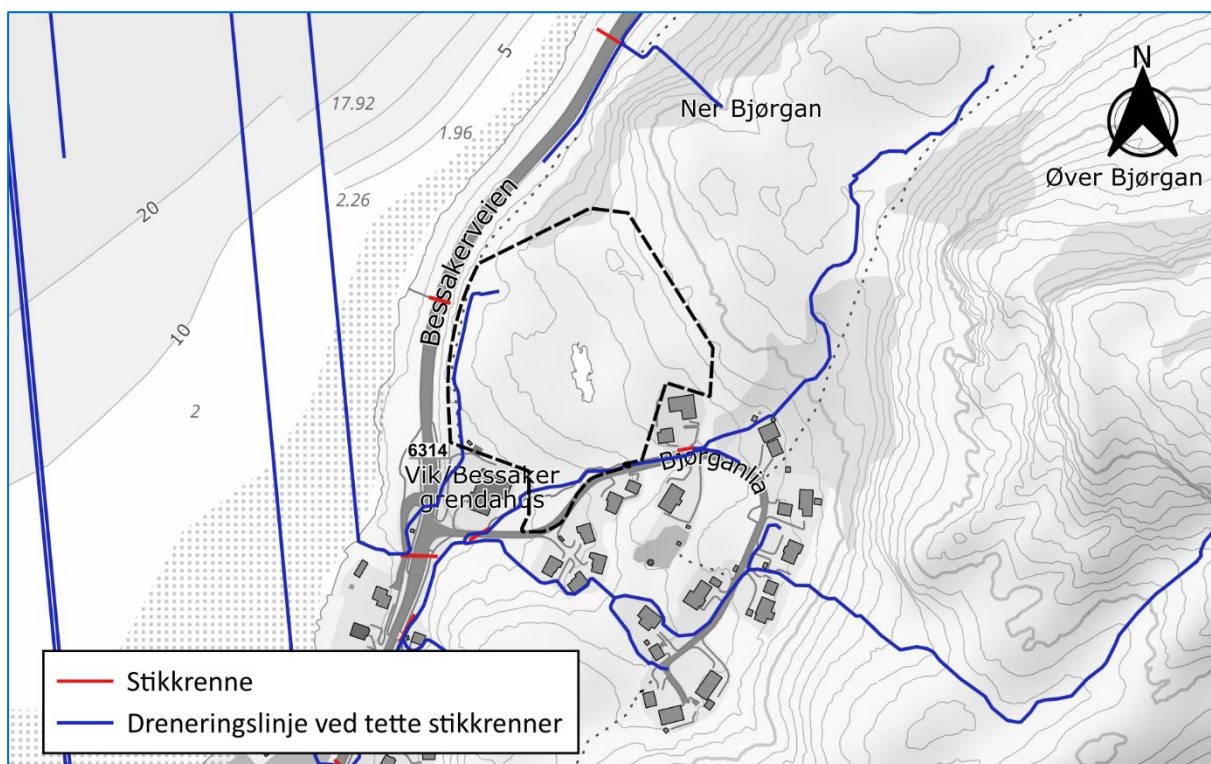 N
5
17.92
Ner Bjørgan
1.96
Øver Bjørgan
2.26
20
Bessakerveien
10
2
6314
Vik/Bessaker
grendahus
Bjørganlia
Stikkrenne
Dreneringslinje ved tette stikkrenner